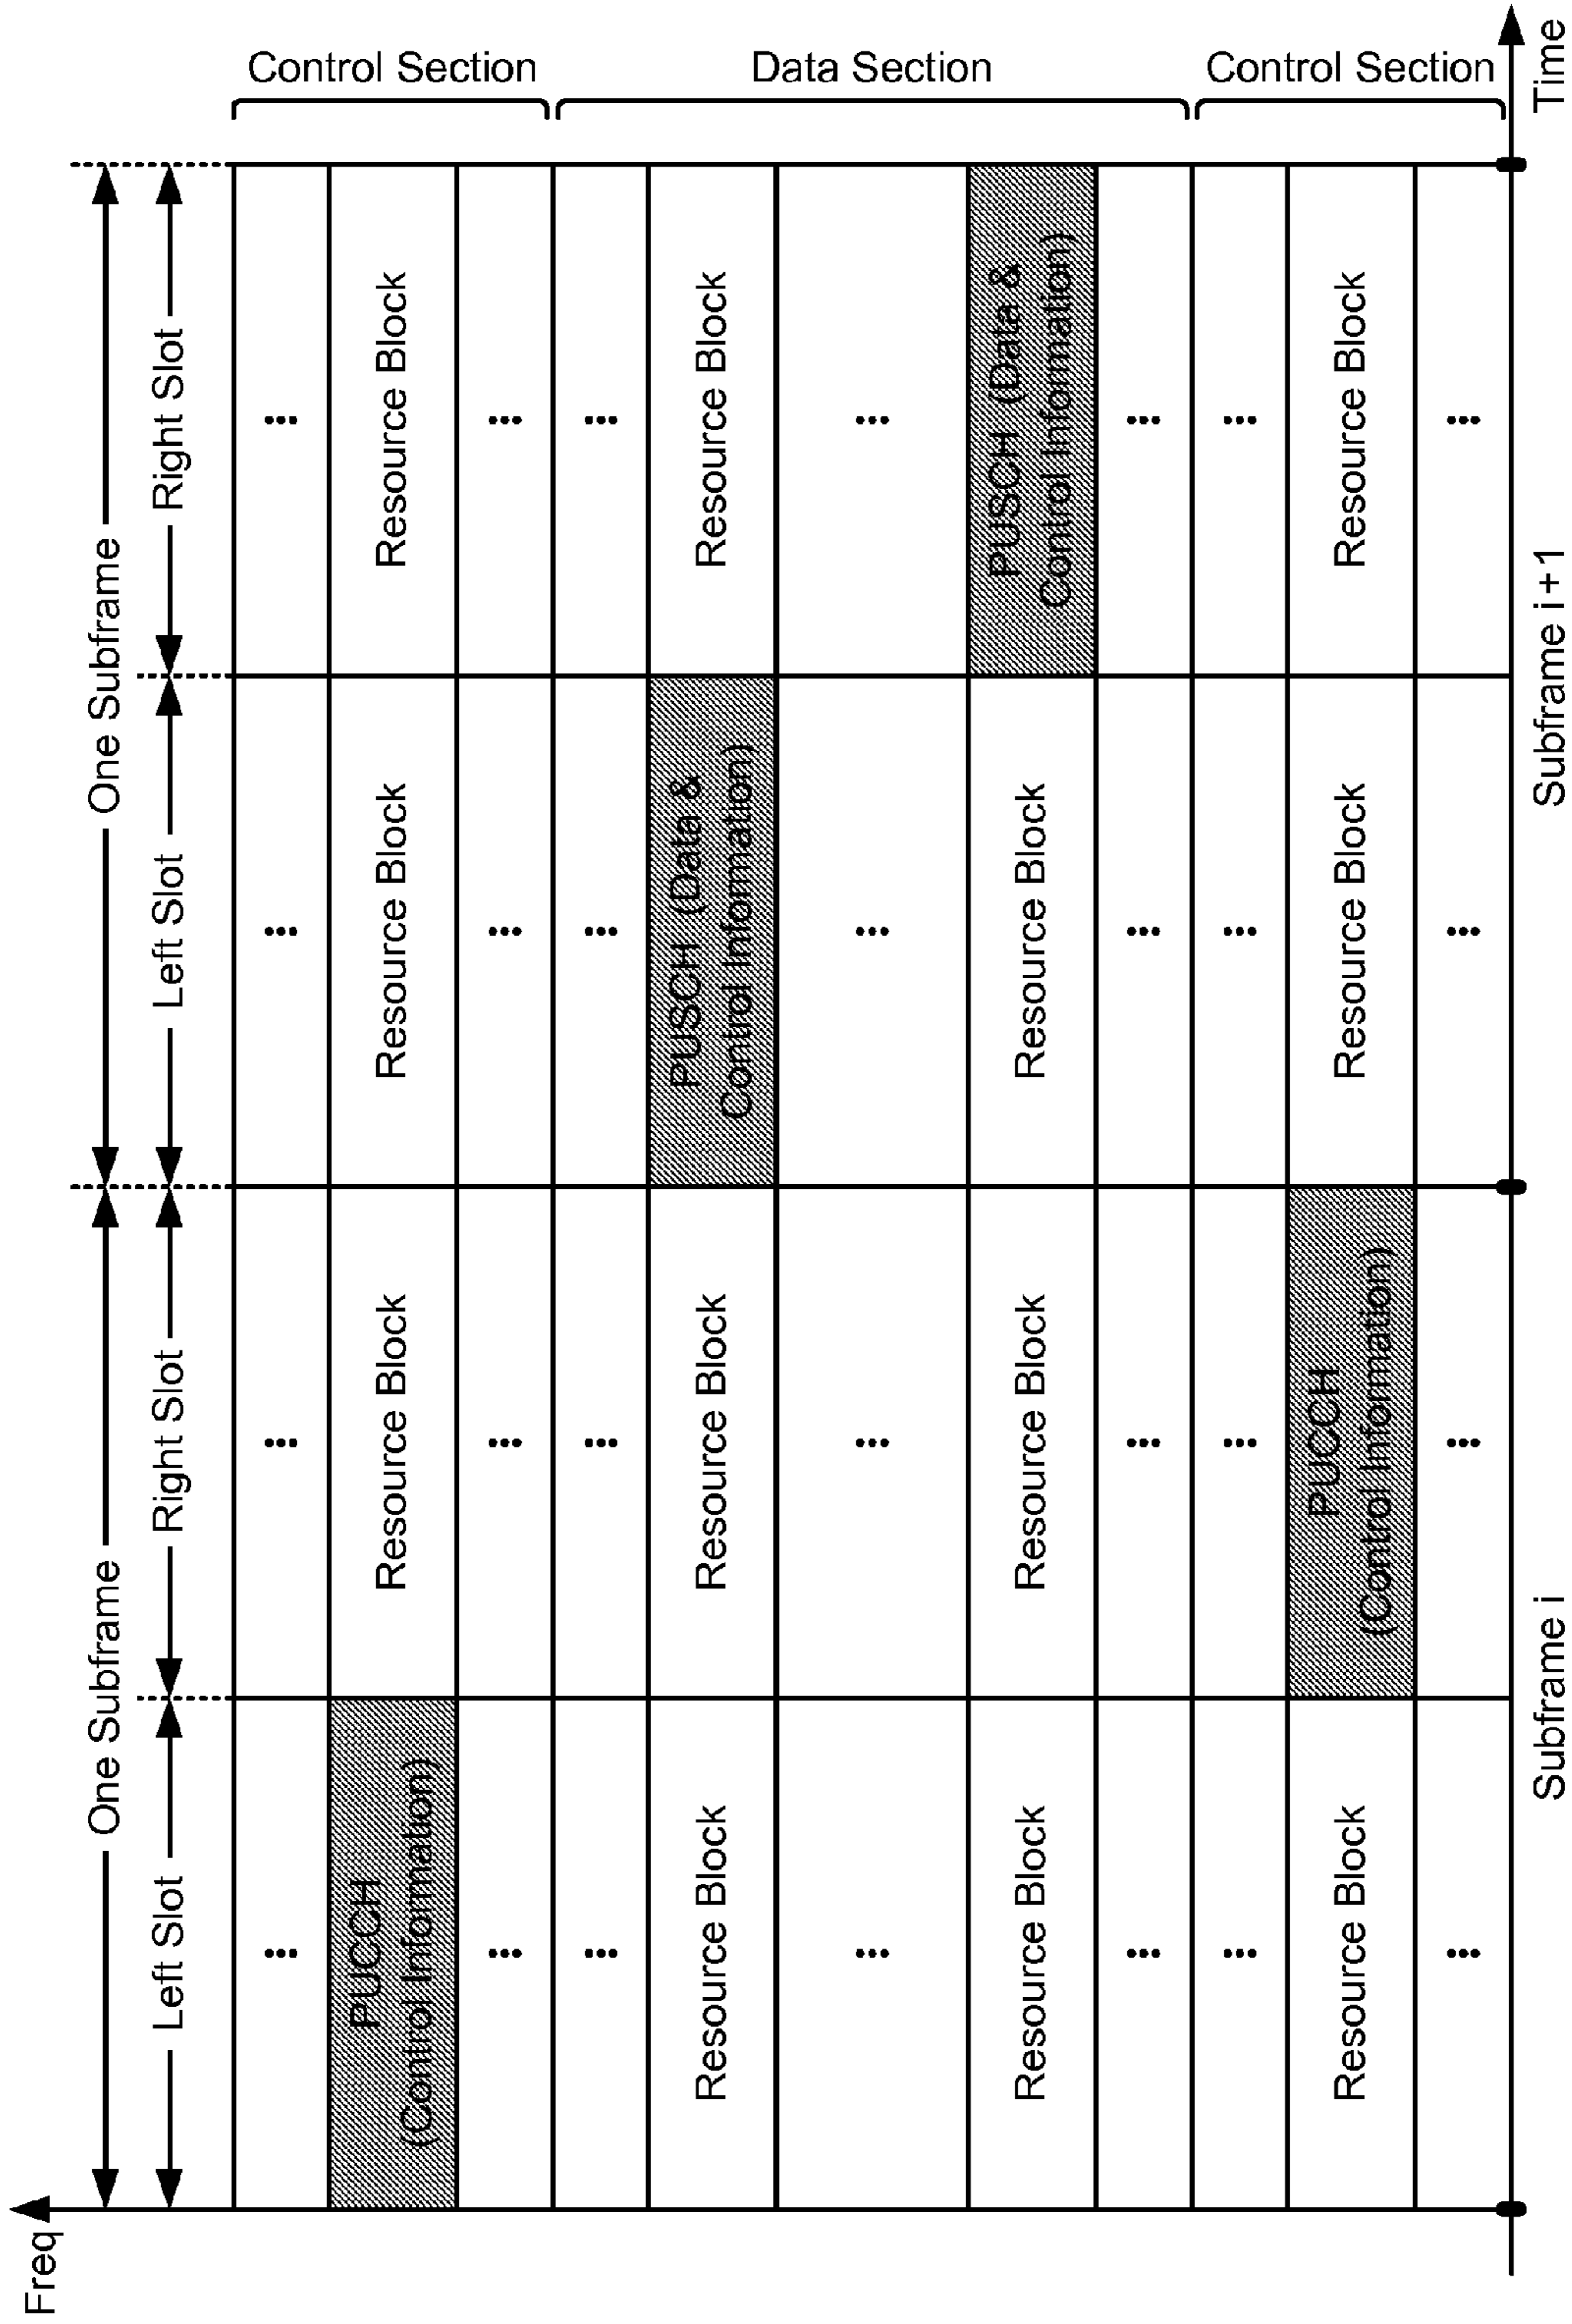 Freq
One Subframe
One Subframe
Left Slot
Right Slot
Left Slot
Right Slot
...
...
...
...
PUCCH
(Control Information)
Resource Block
Resource Block
Resource Block
Control Section
...
...
...
...
...
...
...
...
Resource Block
Resource Block
PUSCH (Data &
Control Information)
Resource Block
...
...
...
...
Data Section
Resource Block
Resource Block
Resource Block
PUSCH (Data &
Control Information)
...
...
...
...
...
...
...
...
Resource Block
PUCCH
(Control Information)
Resource Block
Resource Block
Control Section
...
...
...
...
Subframe i
Subframe i+1
Time